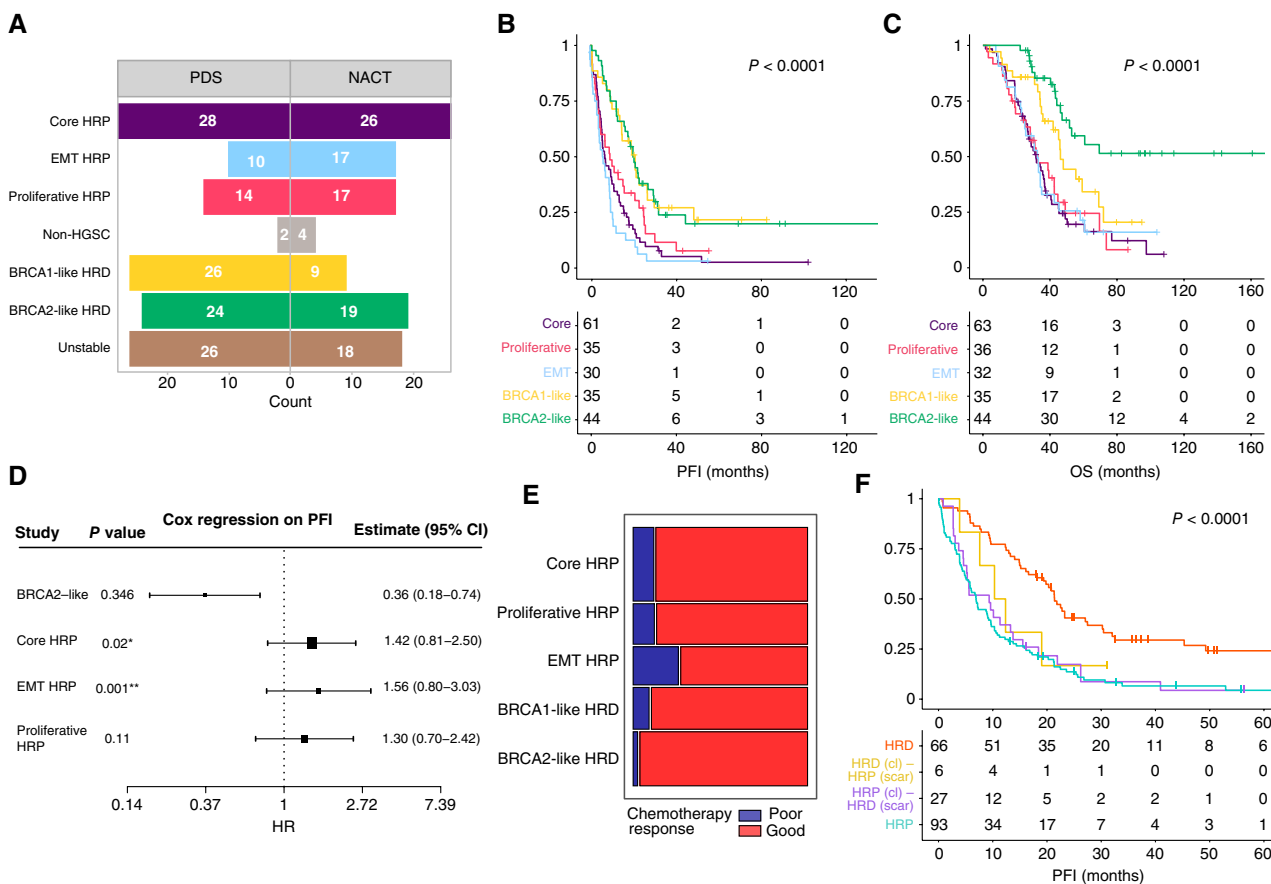 A
PDS NACT
Core HRP 28 26
EMT HRP 10 17
Proliferative HRP 14 17
Non-HGSC 2 4
BRCA1-like HRD 26 9
BRCA2-like HRD 24 19
Unstable 26 18
20 10 0 10 20
Count
B
1
0.75
0.50
0.25
0
P < 0.0001
0 40 80 120
Core 61 2 1 0
Proliferative 35 3 0 0
EMT 30 1 0 0
BRCA1-like 35 5 1 0
BRCA2-like 44 6 3 1
0 40 80 120
PFI (months)
C
1
0.75
0.50
0.25
0
P < 0.0001
0 40 80 120 160
Core 63 16 3 0 0
Proliferative 36 12 1 0 0
EMT 32 9 1 0 0
BRCA1-like 35 17 2 0 0
BRCA2-like 44 30 12 4 2
0 40 80 120 160
OS (months)
D
Cox regression on PFI
Study P value Estimate (95% CI)
BRCA2–like 0.346 0.36 (0.18–0.74)
Core HRP 0.02* 1.42 (0.81–2.50)
EMT HRP 0.001** 1.56 (0.80–3.03)
Proliferative
HRP 0.11 1.30 (0.70–2.42)
0.14 0.37 1 2.72 7.39
HR
E
Core HRP
Proliferative HRP
EMT HRP
BRCA1-like HRD
BRCA2-like HRD
Chemotherapy
response
Poor
Good
F
1
0.75
0.50
0.25
0
P < 0.0001
0 10 20 30 40 50 60
HRD 66 51 35 20 11 8 6
HRD (cl) –
HRP (scar) 6 4 1 1 0 0 0
HRP (cl) –
HRD (scar) 27 12 5 2 2 1 0
HRP 93 34 17 7 4 3 1
0 10 20 30 40 50 60
PFI (months)